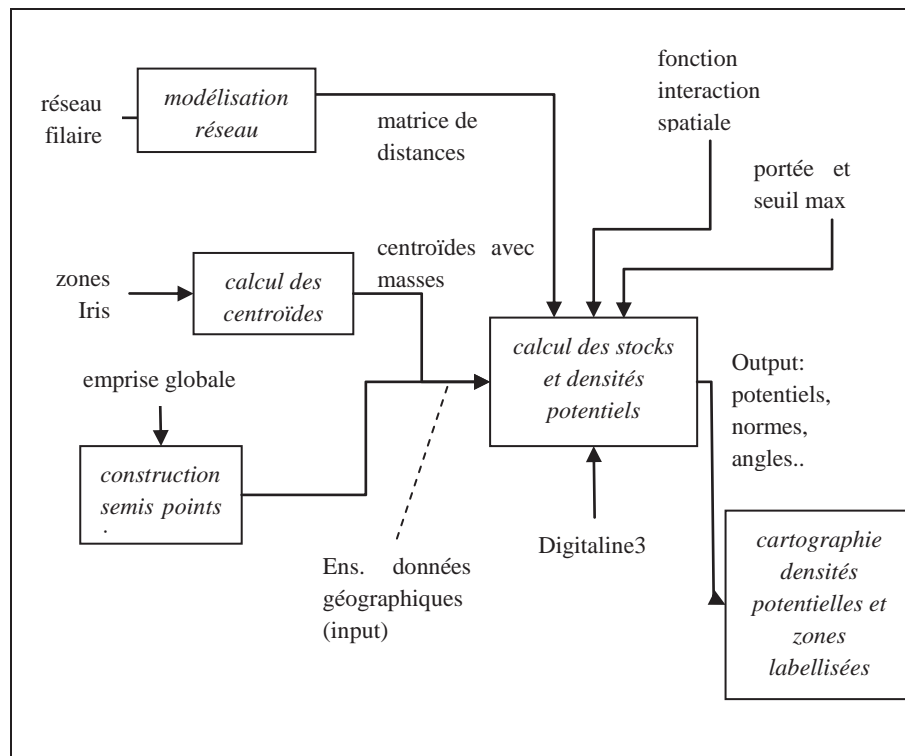 réseau
filaire
modélisation
réseau
matrice de
distances
fonction
interaction
spatiale
portée et
seuil max
zones
Iris
calcul des
centroïdes
centroïdes avec
masses
emprise globale
construction
semis points
.
calcul des stocks
et densités
potentiels
Output:
potentiels,
normes,
angles..
Digitaline3
Ens. données
géographiques
(input)
cartographie
densités
potentielles et
zones
labellisées